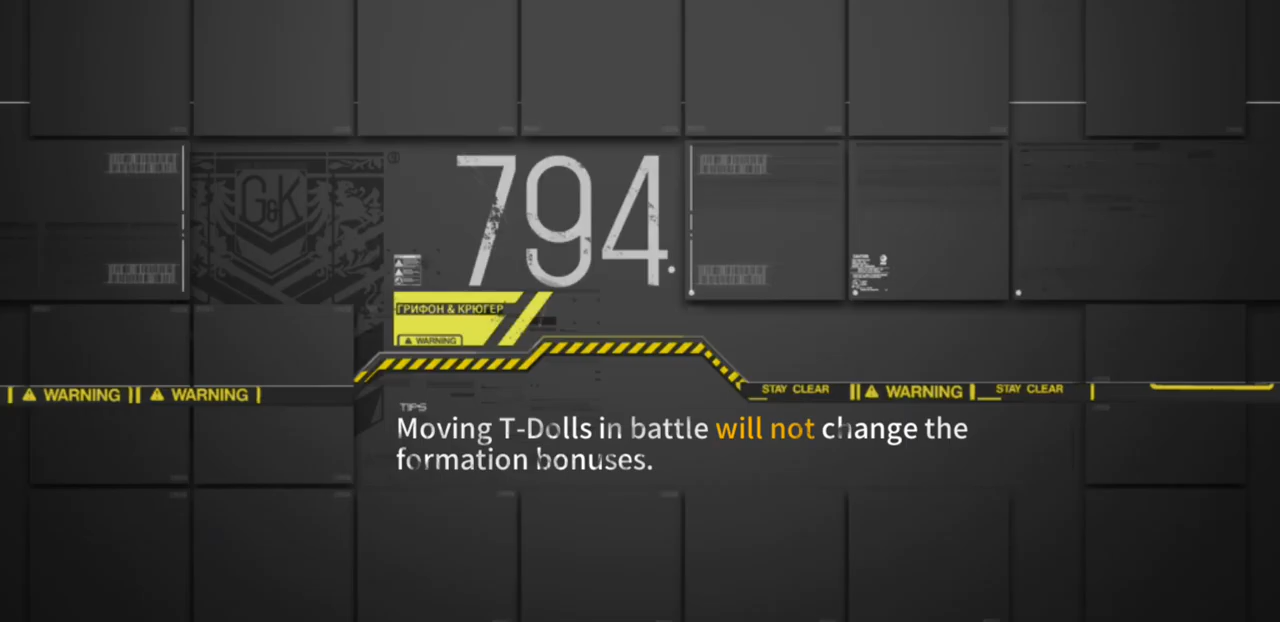 G&K
794.
ГРИФОН & КРЮГЕР
WARNING
WARNING WARNING
STAY CLEAR WARNING STAY CLEAR
TIPS
Moving T-Dolls in battle will not change the
formation bonuses.